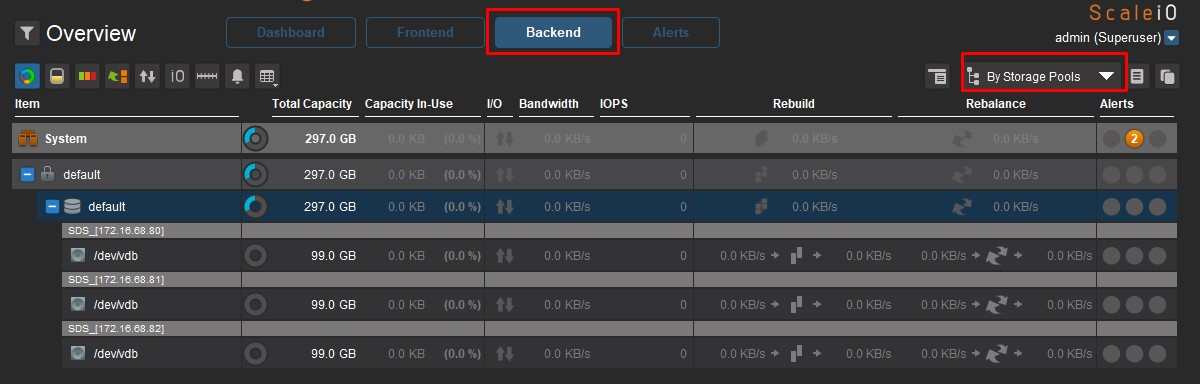 ScaleiO
Overview
Dashboard
Frontend
Backend
Alerts
admin (Superuser)
iO
By Storage Pools
Item Total Capacity Capacity In-Use I/O Bandwidth IOPS Rebuild Rebalance Alerts
System 297.0 GB 0.0 KB (0.0 %) 0.0 KB/s 0 0.0 KB/s 0.0 KB/s 2
default 297.0 GB 0.0 KB (0.0 %) 0.0 KB/s 0 0.0 KB/s 0.0 KB/s
default 297.0 GB 0.0 KB (0.0 %) 0.0 KB/s 0 0.0 KB/s 0.0 KB/s
SDS_[172.16.68.80]
/dev/vdb 99.0 GB 0.0 KB (0.0 %) 0.0 KB/s 0 0.0 KB/s 0.0 KB/s 0.0 KB/s 0.0 KB/s
SDS_[172.16.68.81]
/dev/vdb 99.0 GB 0.0 KB (0.0 %) 0.0 KB/s 0 0.0 KB/s 0.0 KB/s 0.0 KB/s 0.0 KB/s
SDS_[172.16.68.82]
/dev/vdb 99.0 GB 0.0 KB (0.0 %) 0.0 KB/s 0 0.0 KB/s 0.0 KB/s 0.0 KB/s 0.0 KB/s